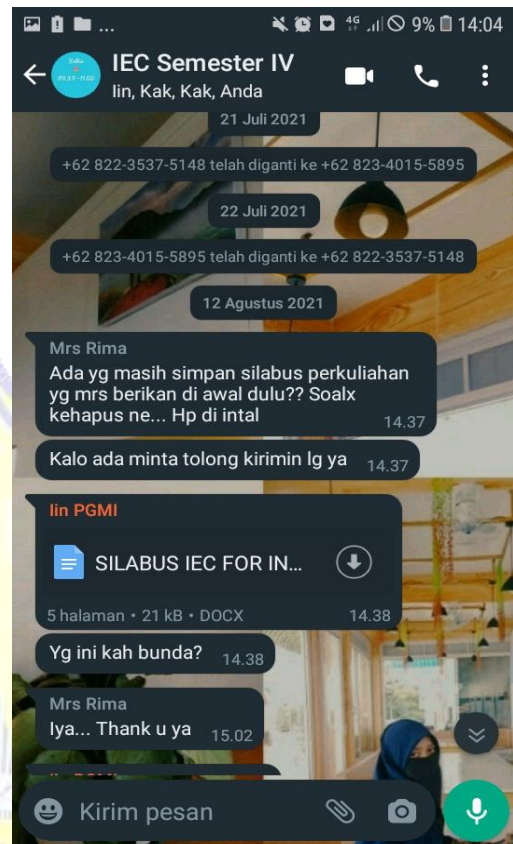 4G 9% 14:04
IEC Semester IV
Iin, Kak, Kak, Anda
21 Juli 2021
+62 822-3537-5148 telah diganti ke +62 823-4015-5895
22 Juli 2021
+62 823-4015-5895 telah diganti ke +62 822-3537-5148
12 Agustus 2021
Mrs Rima
Ada yg masih simpan silabus perkuliahan
yg mrs berikan di awal dulu?? Soalx
kehapus ne... Hp di intal
14.37
Kalo ada minta tolong kirimin lg ya 14.37
Iin PGMI
SILABUS IEC FOR IN...
5 halaman • 21 kB • DOCX 14.38
Yg ini kah bunda? 14.38
Mrs Rima
Iya... Thank u ya 15.02
Kirim pesan